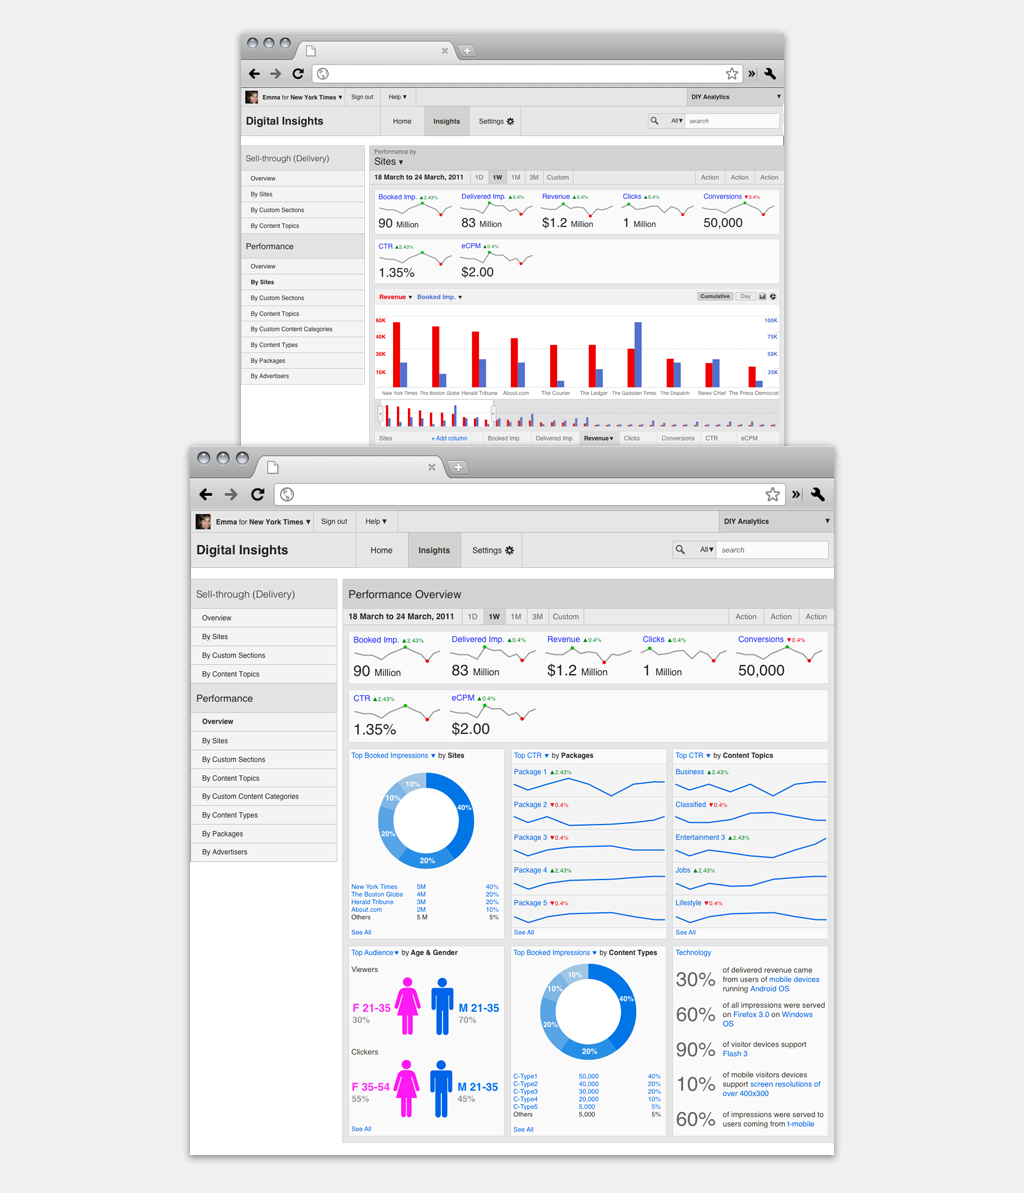 Emma for New York Times ▾ Sign out Help ▾ DIY Analytics ▾
Digital Insights Home Insights Settings All▾ search
Performance by
Sell-through (Delivery) Sites ▾
Overview 18 March to 24 March, 2011 1D 1W 1M 3M Custom Action Action Action
By Sites Booked Imp. ▲2.43% Delivered Imp. ▲0.4% Revenue ▲0.4% Clicks ▲0.4% Conversions ▼0.4%
By Custom Sections
By Content Topics 90 Million 83 Million $1.2 Million 1 Million 50,000
Performance CTR ▲2.43% eCPM ▲0.4%
Overview
By Sites 1.35% $2.00
By Custom Sections Revenue ▾ Booked Imp. ▾ Cumulative Day
By Content Topics
60K 100K
By Custom Content Categories
40K 75K
By Content Types
30K 50K
By Packages
10K 25K
By Advertisers
New York Times The Boston Globe Herald Tribune About.com The Courier The Ledger The Gadsden Times The Dispatch News Chief The Press Democrat
Sites + Add column Booked Imp. Delivered Imp. Revenue▾ Clicks Conversions CTR eCPM
Emma for New York Times ▾ Sign out Help ▾ DIY Analytics ▾
Digital Insights Home Insights Settings All▾ search
Sell-through (Delivery) Performance Overview
Overview 18 March to 24 March, 2011 1D 1W 1M 3M Custom Action Action Action
By Sites Booked Imp. ▲2.43% Delivered Imp. ▲0.4% Revenue ▲0.4% Clicks ▲0.4% Conversions ▼0.4%
By Custom Sections
By Content Topics 90 Million 83 Million $1.2 Million 1 Million 50,000
Performance CTR ▲2.43% eCPM ▲0.4%
Overview 1.35% $2.00
By Sites
By Custom Sections
By Content Topics
By Custom Content Categories
By Content Types
By Packages
By Advertisers
Top Booked Impressions ▾ by Sites
10%
40%
10%
20%
20%
New York Times 5M 40%
The Boston Globe 4M 20%
Herald Tribune 3M 20%
About.com 2M 10%
Others 5 M 5%
See All
Top CTR ▾ by Packages
Package 1 ▲2.43%
Package 2 ▼0.4%
Package 3 ▼0.4%
Package 4 ▲2.43%
Package 5 ▼0.4%
See All
Top CTR ▾ by Content Topics
Business ▲2.43%
Classified ▼0.4%
Entertainment 3 ▲2.43%
Jobs ▲2.43%
Lifestyle ▼0.4%
See All
Top Audience▾ by Age & Gender
Viewers
F 21-35 M 21-35
30% 70%
Clickers
F 35-54 M 21-35
55% 45%
See All
Top Booked Impressions ▾ by Content Types
10%
40%
10%
20%
20%
C-Type1 50,000 40%
C-Type2 40,000 20%
C-Type3 30,000 20%
C-Type4 20,000 10%
C-Type5 5,000 5%
Others 5,000 5%
See All
Technology
30% of delivered revenue came
from users of mobile devices
running Android OS
60% of all impressions were served
on Firefox 3.0 on Windows
OS
90% of visitor devices support
Flash 3
10% of mobile visitors devices
support screen resolutions of
over 400x300
60% of impressions were served to
users coming from t-mobile